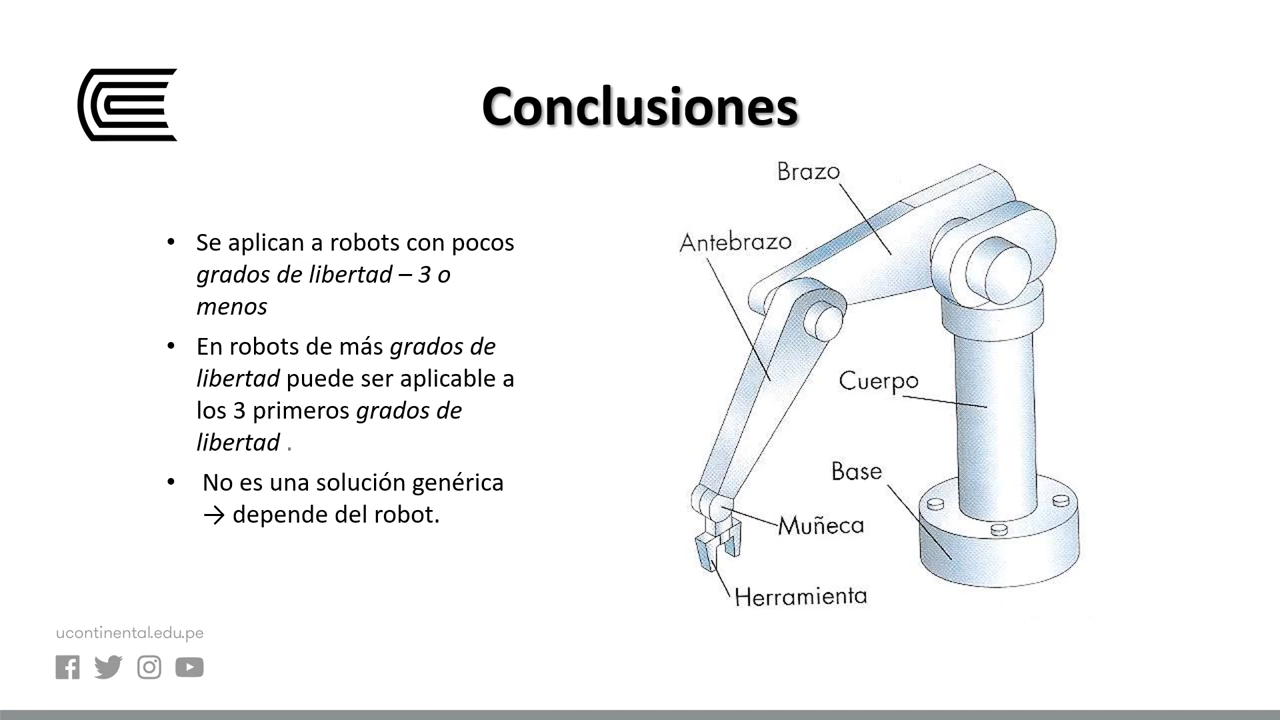 Conclusiones
• Se aplican a robots con pocos
grados de libertad – 3 o
menos
• En robots de más grados de
libertad puede ser aplicable a
los 3 primeros grados de
libertad .
• No es una solución genérica
→ depende del robot.
Brazo
Antebrazo
Cuerpo
Base
Muñeca
Herramienta
ucontinental.edu.pe